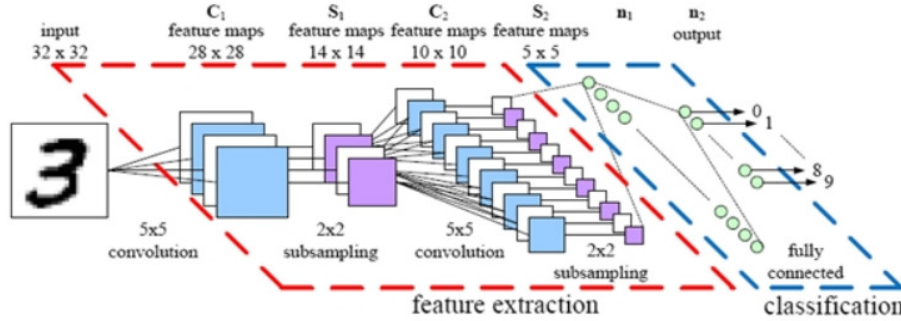 input
32 x 32
C1
feature maps
28 x 28
S1
feature maps
14 x 14
C2
feature maps
10 x 10
S2
feature maps
5 x 5
n1
n2
output
3
0
1
8
9
5x5
convolution
2x2
subsampling
5x5
convolution
2x2
subsampling
fully
connected
feature extraction
classification